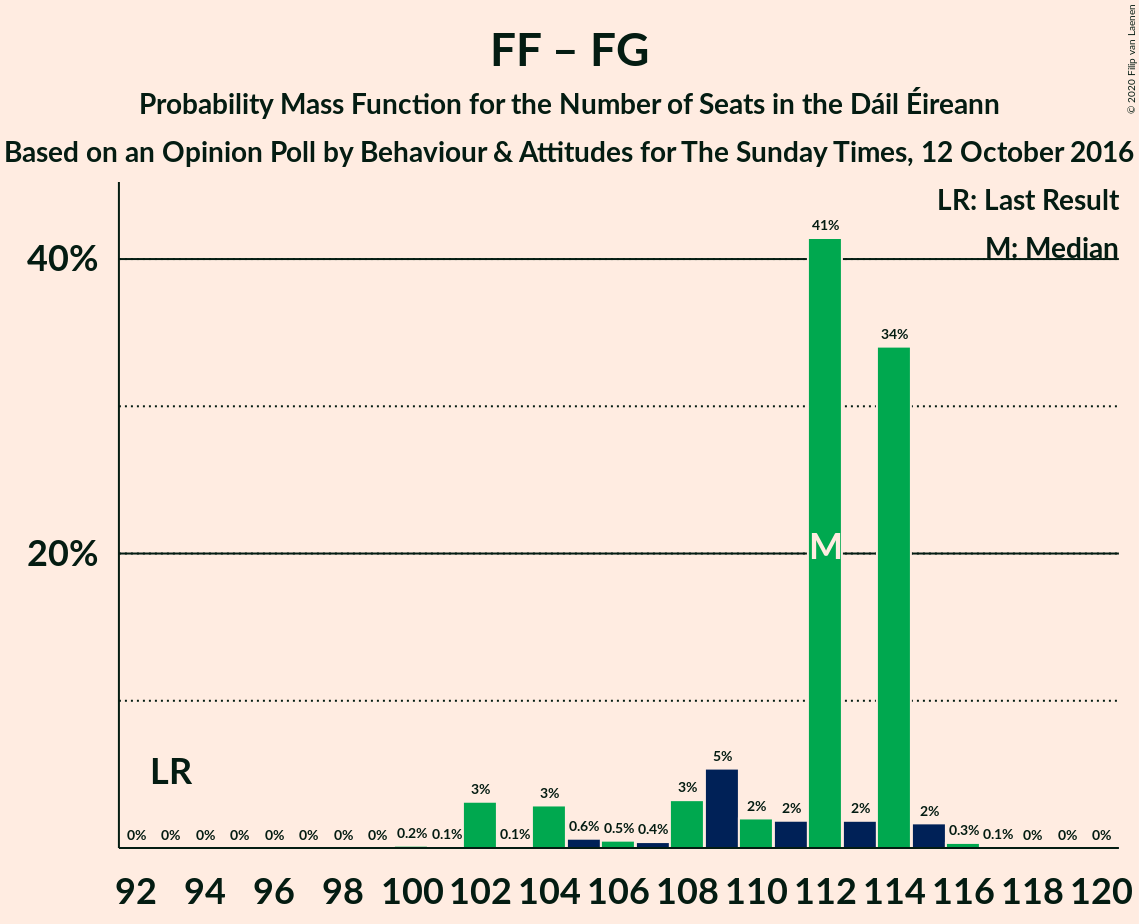 FF – FG
Probability Mass Function for the Number of Seats in the Dáil Éireann
Based on an Opinion Poll by Behaviour & Attitudes for The Sunday Times, 12 October 2016
© 2020 Filip van Laenen
LR: Last Result
M: Median
40%
20%
41%
34%
M
LR
0% 0% 0% 0% 0% 0% 0% 0% 0.2% 0.1% 3% 0.1% 3% 0.6% 0.5% 0.4% 3% 5% 2% 2% 2% 2% 0.3% 0.1% 0% 0% 0%
92 94 96 98 100 102 104 106 108 110 112 114 116 118 120